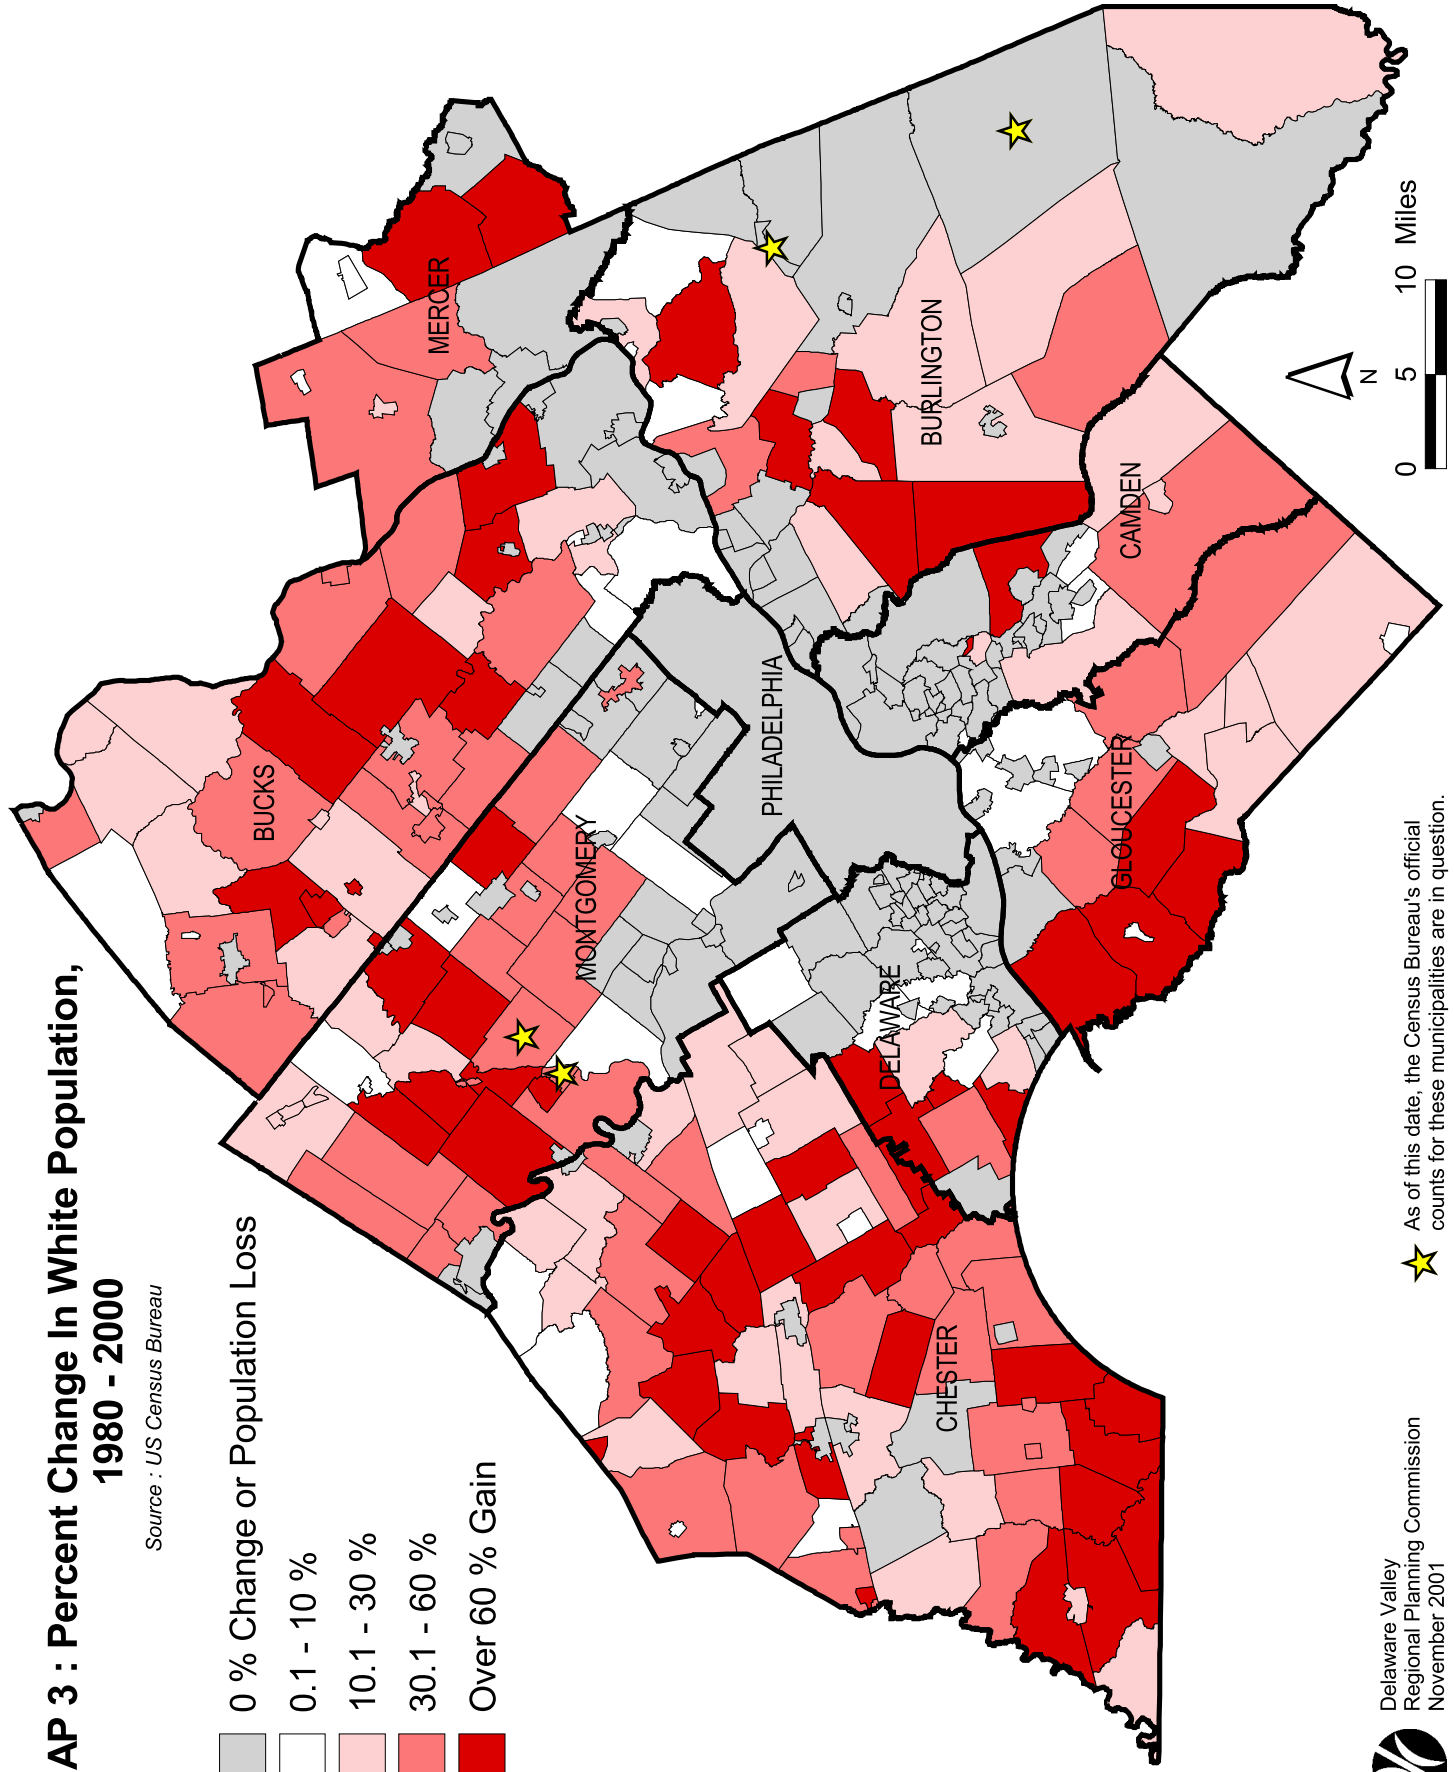 AP 3 : Percent Change In White Population,
1980 - 2000
Source : US Census Bureau
0 % Change or Population Loss
0.1 - 10 %
10.1 - 30 %
30.1 - 60 %
Over 60 % Gain
BUCKS
MERCER
MONTGOMERY
PHILADELPHIA
BURLINGTON
CAMDEN
GLOUCESTER
DELAWARE
CHESTER
N
0 5 10 Miles
As of this date, the Census Bureau's official
counts for these municipalities are in question.
Delaware Valley
Regional Planning Commission
November 2001